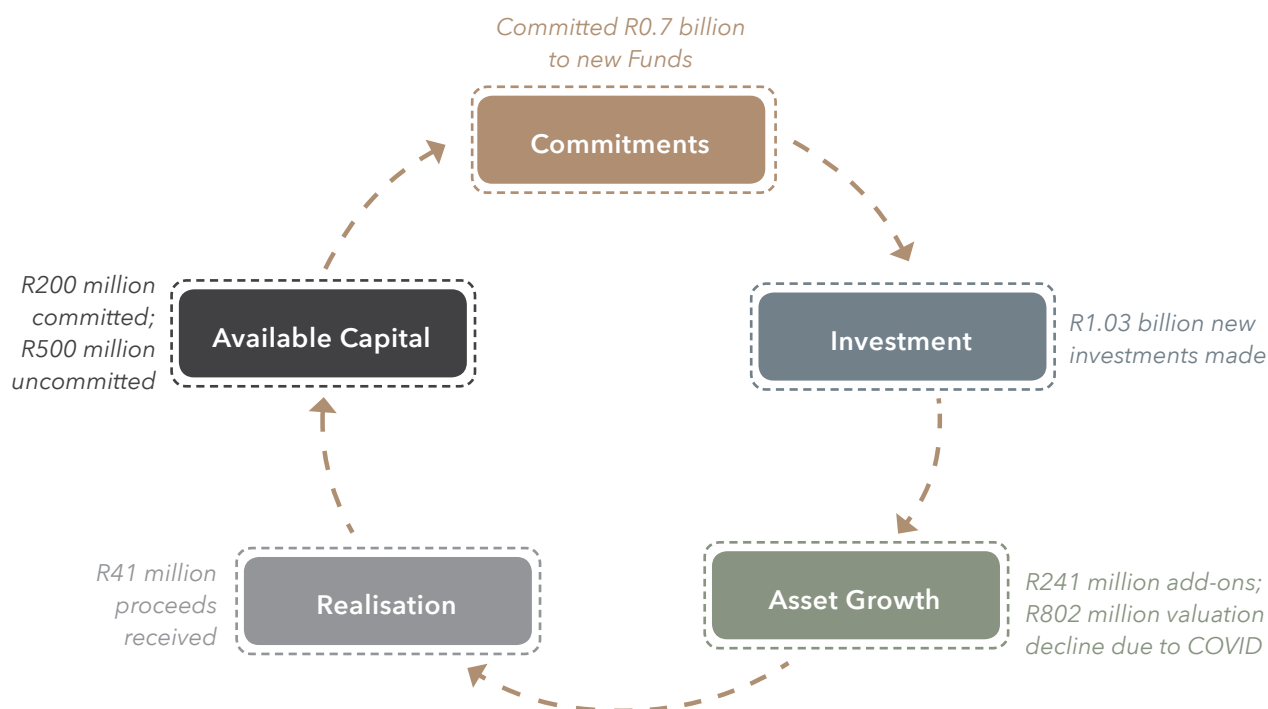 Committed R0.7 billion
to new Funds
Commitments
R200 million
committed;
R500 million
uncommitted
Available Capital
Investment
R1.03 billion new
investments made
R41 million
proceeds
received
Realisation
Asset Growth
R241 million add-ons;
R802 million valuation
decline due to COVID